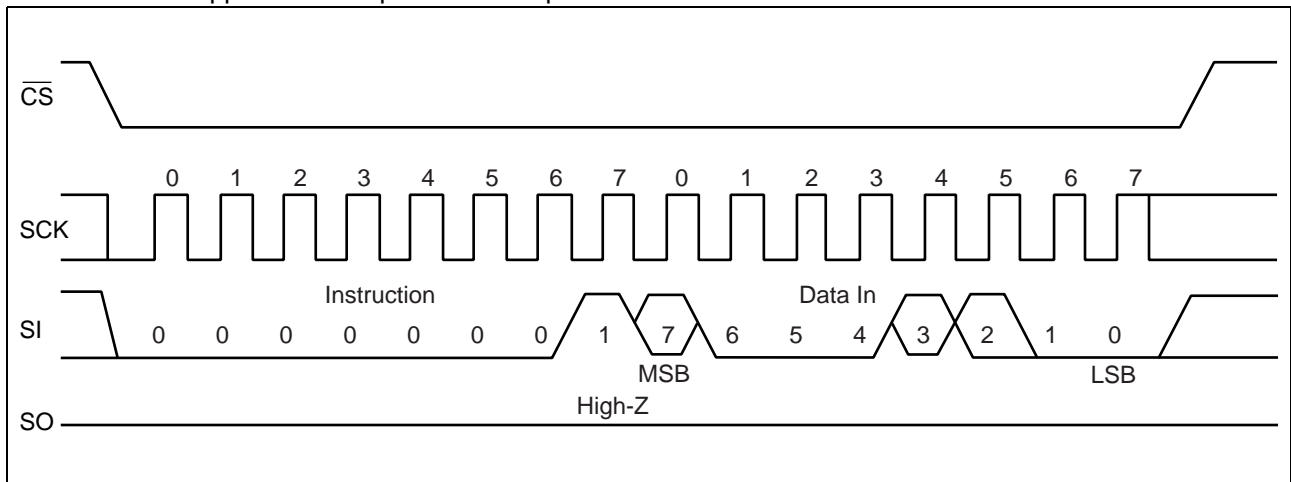 CS
0 1 2 3 4 5 6 7 0 1 2 3 4 5 6 7
SCK
Instruction Data In
SI 0 0 0 0 0 0 0 1 7 6 5 4 3 2 1 0
MSB LSB
High-Z
SO